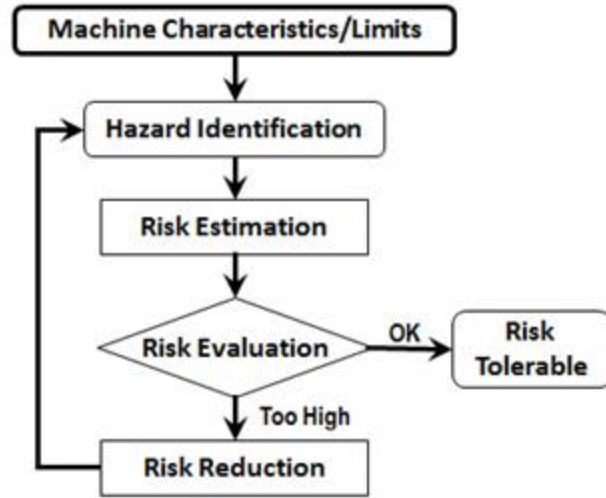 Machine Characteristics/Limits
Hazard Identification
Risk Estimation
Risk Evaluation
OK
Risk
Tolerable
Too High
Risk Reduction